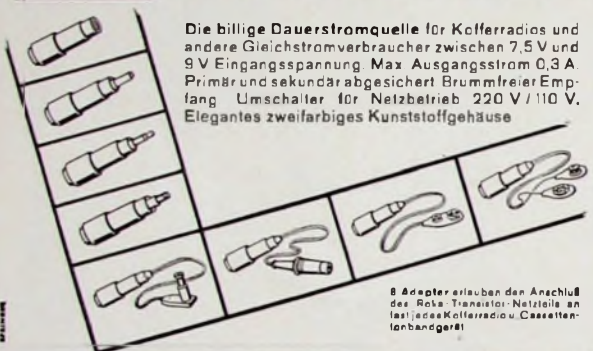 Die billige Dauerstromquelle für Kofferradios und
andere Gleichstromverbraucher zwischen 7,5 V und
9 V Eingangsspannung. Max. Ausgangsstrom 0,3 A.
Primär und sekundär abgesichert. Brummfreier Emp-
fang. Umschalter für Netzbetrieb 220 V / 110 V.
Elegantes zweifarbiges Kunststoffgehäuse
8 Adapter erlauben den Anschluß
des Roka-Transistor-Netzteils an
fast jedes Kofferradio u. Cassetten-
tonbandgerät